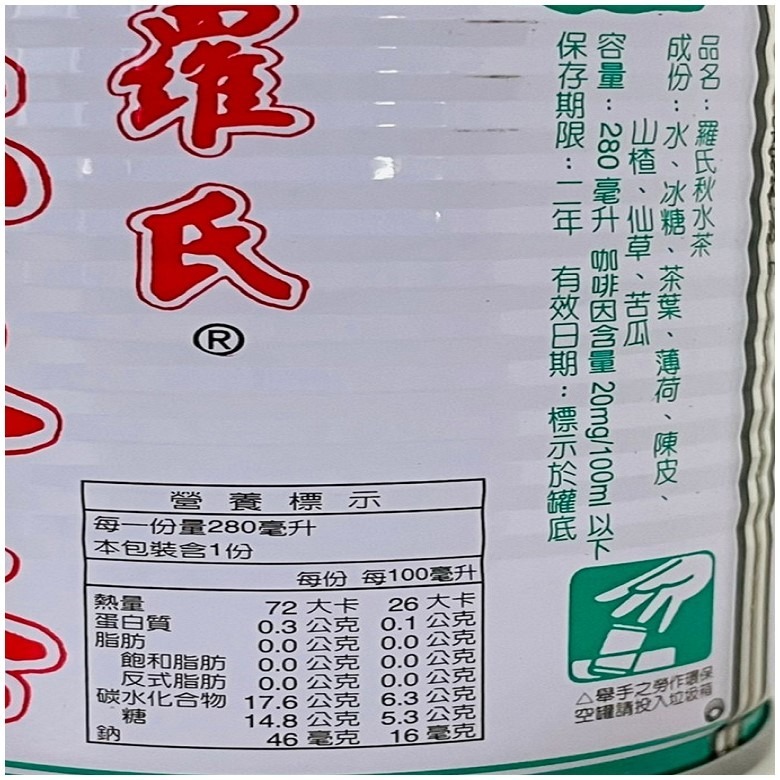 羅氏
®
品名：羅氏秋水茶
成份：水、冰糖、茶葉、薄荷、陳皮、
山楂、仙草、苦瓜
容量：280毫升 咖啡因含量20mg/100ml以下
保存期限：二年 有效日期：標示於罐底
營養標示
每一份量280毫升
本包裝含1份
每份 每100毫升
熱量 72 大卡 26 大卡
蛋白質 0.3 公克 0.1 公克
脂肪 0.0 公克 0.0 公克
飽和脂肪 0.0 公克 0.0 公克
反式脂肪 0.0 公克 0.0 公克
碳水化合物 17.6 公克 6.3 公克
糖 14.8 公克 5.3 公克
鈉 46 毫克 16 毫克
△舉手之勞作環保
空罐請投入垃圾箱